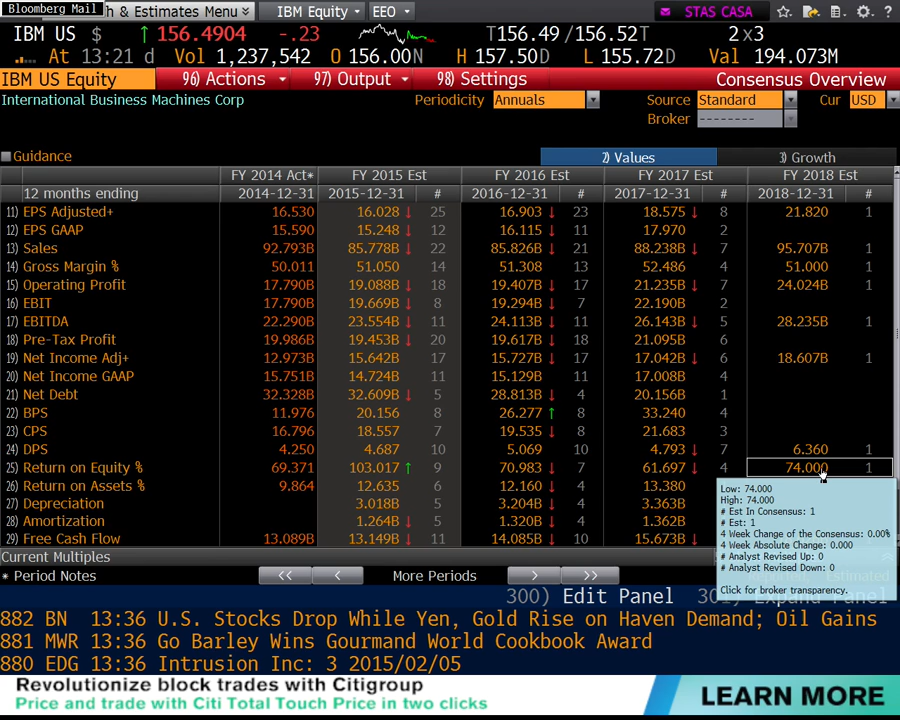 Bloomberg Mail h & Estimates Menu IBM Equity EEO STAS CASA
IBM US $ ↑ 156.4904 -.23 T156.49 /156.52T 2x3
At 13:21 d Vol 1,237,542 O 156.00N H 157.50D L 155.72D Val 194.073M
IBM US Equity 96) Actions 97) Output 98) Settings Consensus Overview
International Business Machines Corp Periodicity Annuals Source Standard Cur USD
Broker --------
Guidance 2) Values 3) Growth
FY 2014 Act* FY 2015 Est FY 2016 Est FY 2017 Est FY 2018 Est
12 months ending 2014-12-31 2015-12-31 # 2016-12-31 # 2017-12-31 # 2018-12-31 #
11) EPS Adjusted+ 16.530 16.028 ↓ 25 16.903 ↓ 23 18.575 ↓ 8 21.820 1
12) EPS GAAP 15.590 15.248 ↓ 12 16.115 ↓ 11 17.970 2
13) Sales 92.793B 85.778B ↓ 22 85.826B ↓ 21 88.238B ↓ 7 95.707B 1
14) Gross Margin % 50.011 51.050 14 51.308 13 52.486 4 51.000 1
15) Operating Profit 17.790B 19.088B ↓ 18 19.407B ↓ 17 21.235B ↓ 7 24.024B 1
16) EBIT 17.790B 19.669B ↓ 8 19.294B ↓ 7 22.190B 2
17) EBITDA 22.290B 23.554B ↓ 11 24.113B ↓ 11 26.143B ↓ 5 28.235B 1
18) Pre-Tax Profit 19.986B 19.453B ↓ 20 19.617B ↓ 18 21.095B 6
19) Net Income Adj+ 12.973B 15.642B 17 15.727B ↓ 17 17.042B ↓ 6 18.607B 1
20) Net Income GAAP 15.751B 14.724B 11 15.129B 11 17.008B 4
21) Net Debt 32.328B 32.609B ↓ 5 28.813B ↓ 4 20.156B 1
22) BPS 11.976 20.156 8 26.277 ↑ 8 33.240 4
23) CPS 16.796 18.557 7 19.535 ↓ 8 21.683 3
24) DPS 4.250 4.687 10 5.069 10 4.793 ↓ 7 6.360 1
25) Return on Equity % 69.371 103.017 ↑ 9 70.983 ↓ 7 61.697 ↓ 4 74.000 1
26) Return on Assets % 9.864 12.635 6 12.160 ↓ 4 13.380
27) Depreciation 3.018B 5 3.204B ↓ 4 3.363B
28) Amortization 1.264B ↓ 5 1.320B ↓ 4 1.362B
29) Free Cash Flow 13.089B 13.149B ↓ 11 14.085B ↓ 10 15.673B ↓
Low: 74.000
High: 74.000
# Est In Consensus: 1
# Est: 1
4 Week Change of the Consensus: 0.00%
4 Week Absolute Change: 0.000
# Analyst Revised Up: 0
# Analyst Revised Down: 0
Click for broker transparency.
Current Multiples
* Period Notes << < More Periods > >> Reported Estimated
300) Edit Panel 301) Expand Panel
882 BN 13:36 U.S. Stocks Drop While Yen, Gold Rise on Haven Demand; Oil Gains
881 MWR 13:36 Go Barley Wins Gourmand World Cookbook Award
880 EDG 13:36 Intrusion Inc: 3 2015/02/05
Revolutionize block trades with Citigroup
Price and trade with Citi Total Touch Price in two clicks
LEARN MORE